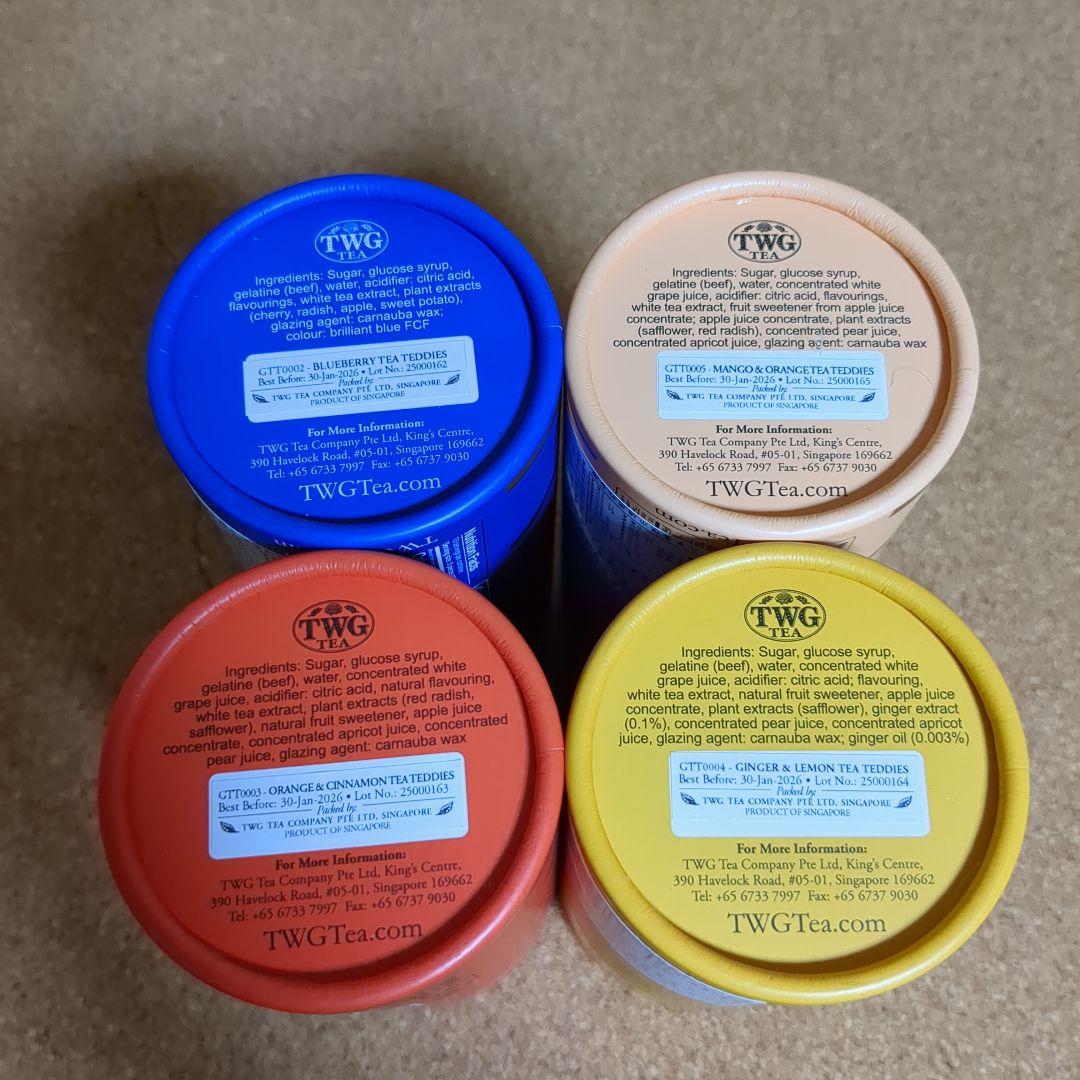 TWG
TEA
Ingredients: Sugar, glucose syrup,
gelatine (beef), water, acidifier: citric acid,
flavourings, white tea extract, plant extracts
(cherry, radish, apple, sweet potato),
glazing agent: carnauba wax;
colour: brilliant blue FCF
GTT0002 - BLUEBERRY TEA TEDDIES
Best Before: 30-Jan-2026 • Lot No.: 25000162
Packed by:
TWG TEA COMPANY PTE LTD, SINGAPORE
PRODUCT OF SINGAPORE
For More Information:
TWG Tea Company Pte Ltd, King's Centre,
390 Havelock Road, #05-01, Singapore 169662
Tel: +65 6733 7997 Fax: +65 6737 9030
TWGTea.com
Nutrition Facts
TWG
TEA
Ingredients: Sugar, glucose syrup,
gelatine (beef), water, concentrated white
grape juice, acidifier: citric acid, flavourings,
white tea extract, fruit sweetener from apple juice
concentrate; apple juice concentrate, plant extracts
(safflower, red radish), concentrated pear juice,
concentrated apricot juice, glazing agent: carnauba wax
GTT0005 - MANGO & ORANGE TEA TEDDIES
Best Before: 30-Jan-2026 • Lot No.: 25000165
Packed by:
TWG TEA COMPANY PTE LTD, SINGAPORE
PRODUCT OF SINGAPORE
For More Information:
TWG Tea Company Pte Ltd, King's Centre,
390 Havelock Road, #05-01, Singapore 169662
Tel: +65 6733 7997 Fax: +65 6737 9030
TWGTea.com
TWG
TEA
Ingredients: Sugar, glucose syrup,
gelatine (beef), water, concentrated white
grape juice, acidifier: citric acid, natural flavouring,
white tea extract, plant extracts (red radish,
safflower), natural fruit sweetener, apple juice
concentrate, concentrated apricot juice, concentrated
pear juice, glazing agent: carnauba wax
GTT0003 - ORANGE & CINNAMON TEA TEDDIES
Best Before: 30-Jan-2026 • Lot No.: 25000163
Packed by:
TWG TEA COMPANY PTE LTD, SINGAPORE
PRODUCT OF SINGAPORE
For More Information:
TWG Tea Company Pte Ltd, King's Centre,
390 Havelock Road, #05-01, Singapore 169662
Tel: +65 6733 7997 Fax: +65 6737 9030
TWGTea.com
TWG
TEA
Ingredients: Sugar, glucose syrup,
gelatine (beef), water, concentrated white
grape juice, acidifier: citric acid; flavouring,
white tea extract, natural fruit sweetener, apple juice
concentrate, plant extracts (safflower), ginger extract
(0.1%), concentrated pear juice, concentrated apricot
juice, glazing agent: carnauba wax; ginger oil (0.003%)
GTT0004 - GINGER & LEMON TEA TEDDIES
Best Before: 30-Jan-2026 • Lot No.: 25000164
Packed by:
TWG TEA COMPANY PTE LTD, SINGAPORE
PRODUCT OF SINGAPORE
For More Information:
TWG Tea Company Pte Ltd, King's Centre,
390 Havelock Road, #05-01, Singapore 169662
Tel: +65 6733 7997 Fax: +65 6737 9030
TWGTea.com